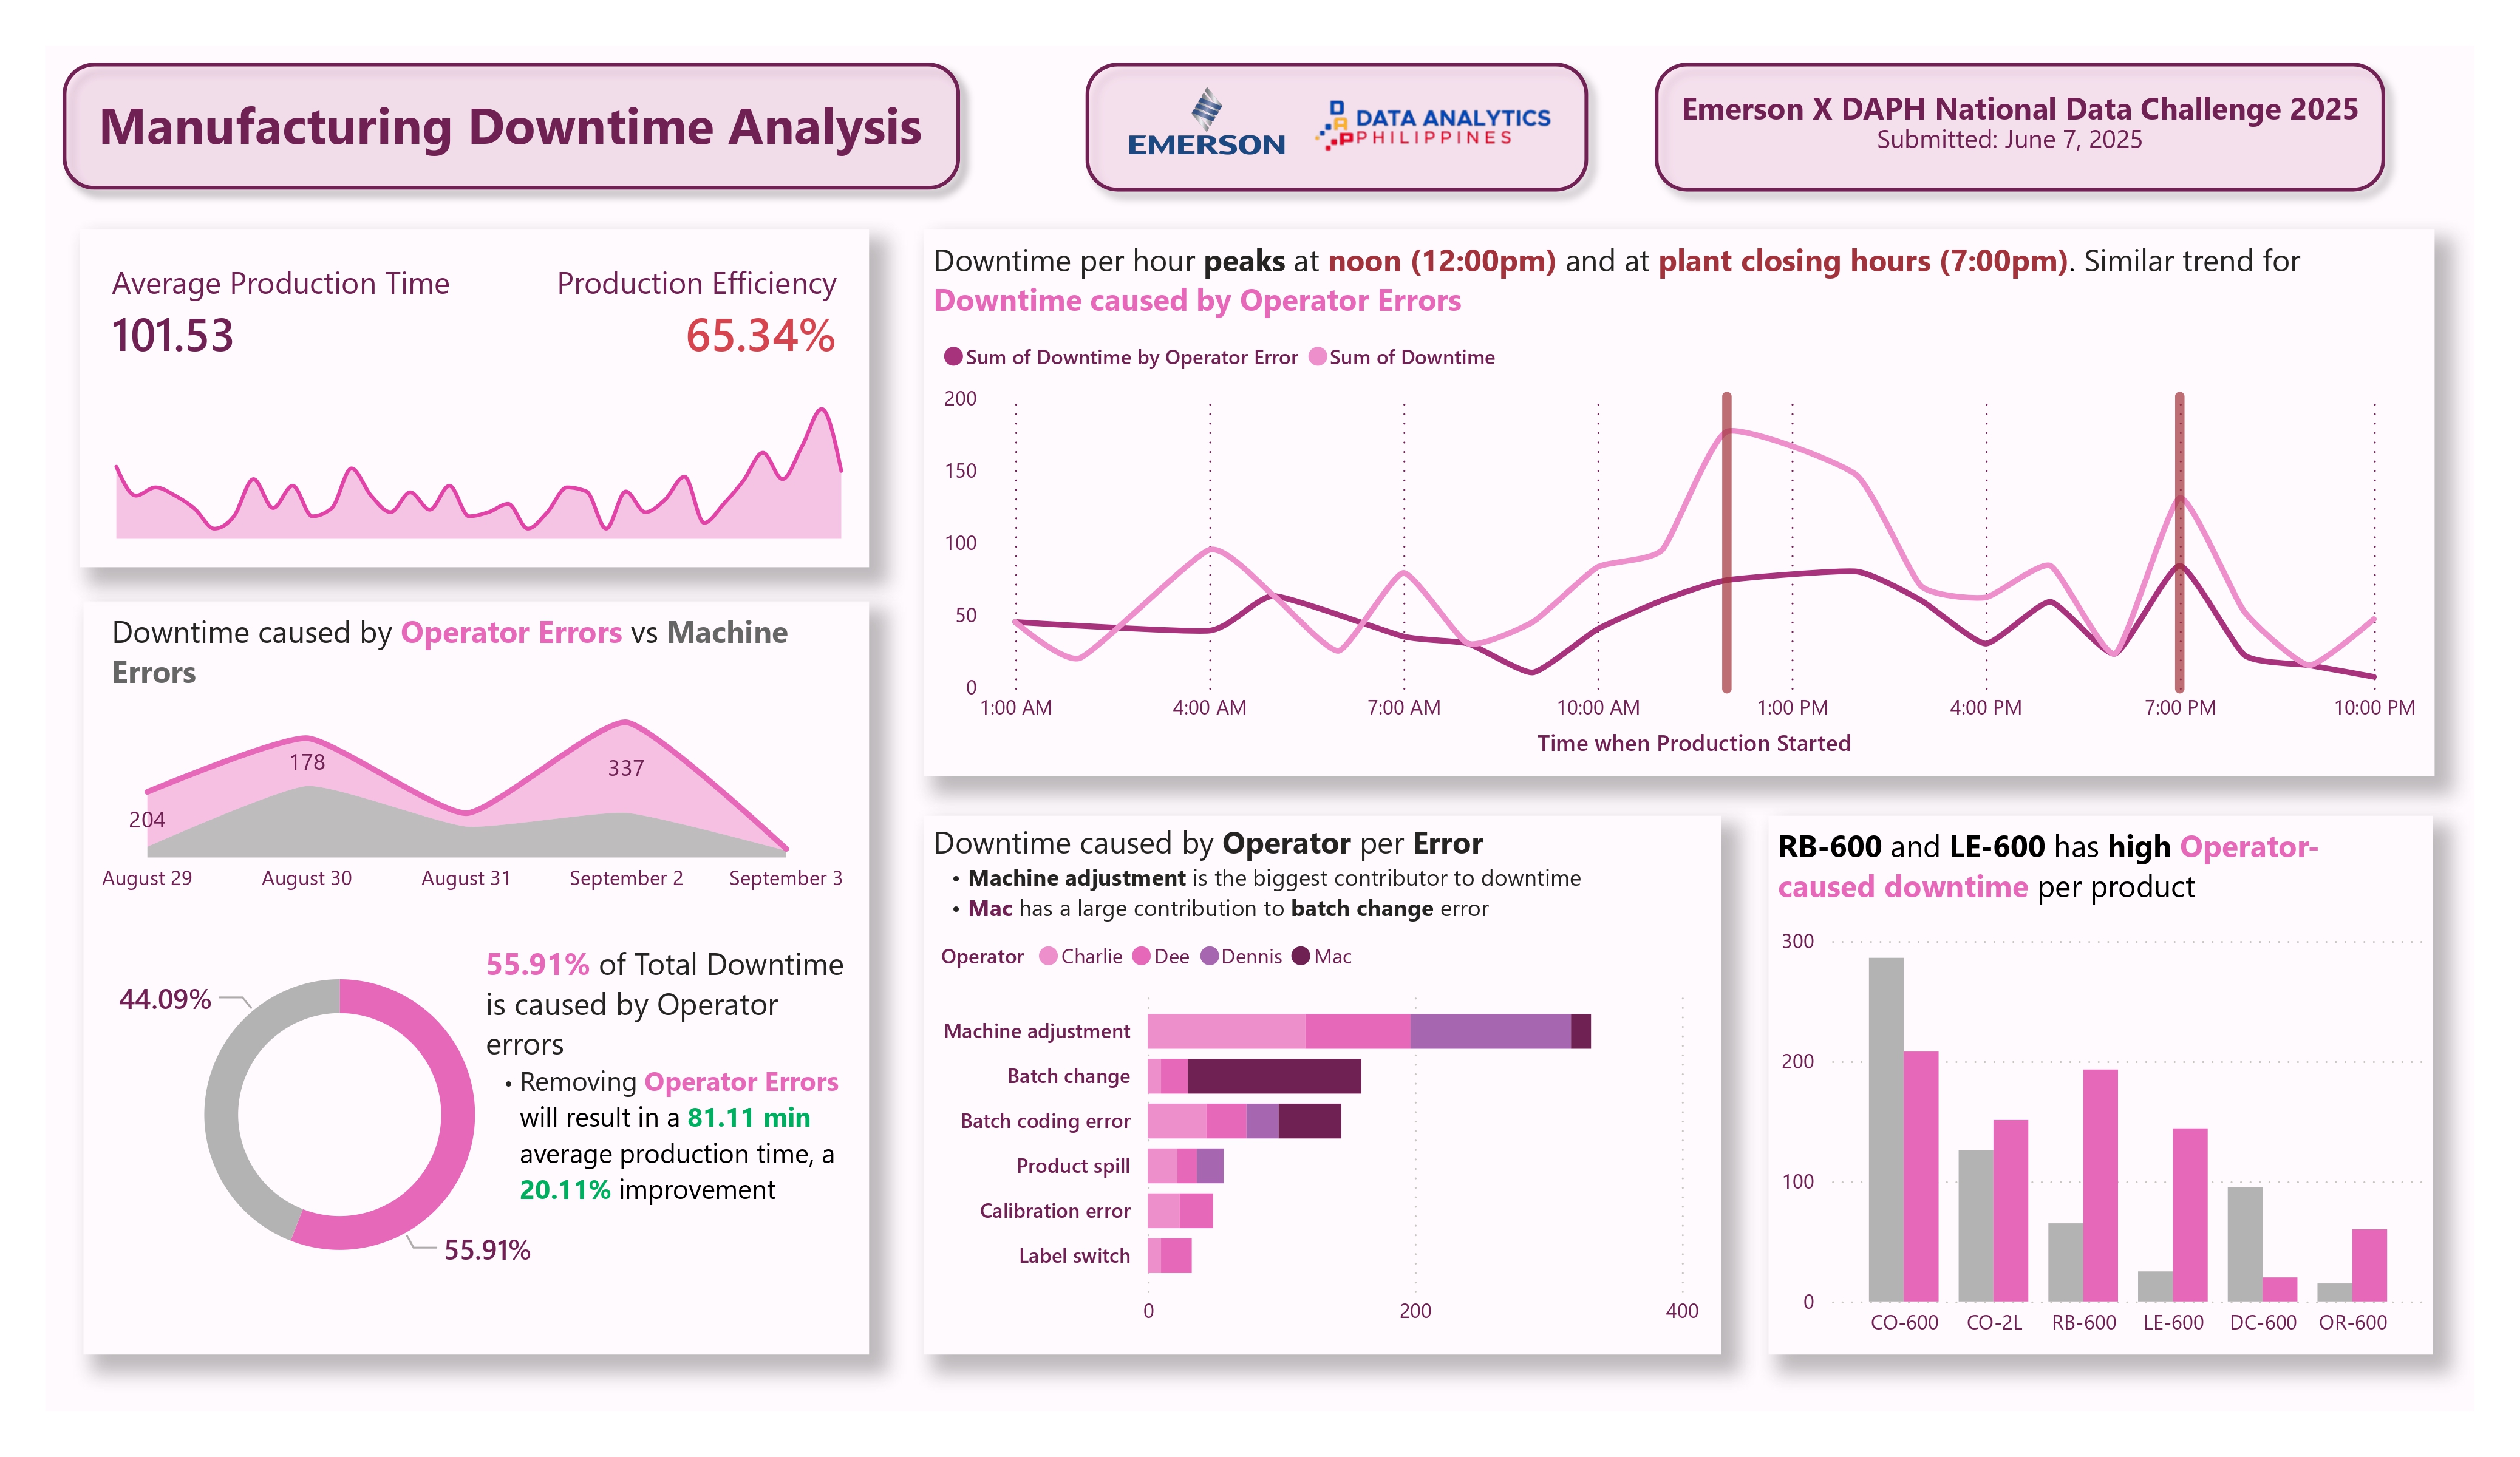 Manufacturing Downtime Analysis
EMERSON
DATA ANALYTICS
PHILIPPINES
Emerson X DAPH National Data Challenge 2025
Submitted: June 7, 2025
Average Production Time
101.53
Production Efficiency
65.34%
Downtime caused by Operator Errors vs Machine
Errors
178
337
204
August 29
August 30
August 31
September 2
September 3
44.09%
55.91%
55.91% of Total Downtime
is caused by Operator
errors
• Removing Operator Errors
will result in a 81.11 min
average production time, a
20.11% improvement
Downtime per hour peaks at noon (12:00pm) and at plant closing hours (7:00pm). Similar trend for
Downtime caused by Operator Errors
Sum of Downtime by Operator Error
Sum of Downtime
200
150
100
50
0
1:00 AM
4:00 AM
7:00 AM
10:00 AM
1:00 PM
4:00 PM
7:00 PM
10:00 PM
Time when Production Started
Downtime caused by Operator per Error
• Machine adjustment is the biggest contributor to downtime
• Mac has a large contribution to batch change error
Operator
Charlie
Dee
Dennis
Mac
Machine adjustment
Batch change
Batch coding error
Product spill
Calibration error
Label switch
0
200
400
RB-600 and LE-600 has high Operator-
caused downtime per product
300
200
100
0
CO-600
CO-2L
RB-600
LE-600
DC-600
OR-600